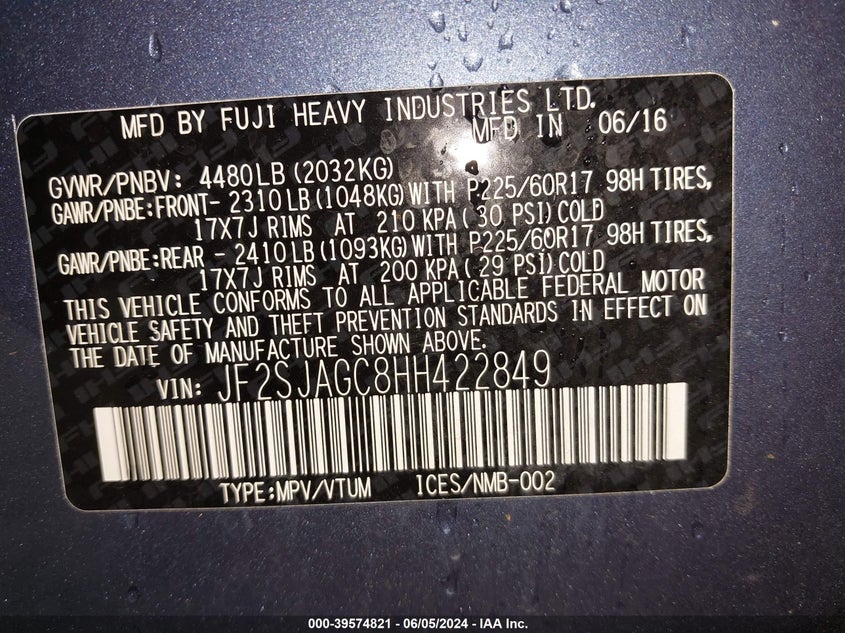 MFD BY FUJI HEAVY INDUSTRIES LTD.
MFD IN 06/16
GVWR/PNBV: 4480LB(2032KG)
GAWR/PNBE:FRONT- 2310LB(1048KG)WITH P225/60R17 98H TIRES,
17X7J RIMS AT 210 KPA( 30 PSI)COLD
GAWR/PNBE:REAR - 2410LB(1093KG)WITH P225/60R17 98H TIRES,
17X7J RIMS AT 200 KPA( 29 PSI)COLD
THIS VEHICLE CONFORMS TO ALL APPLICABLE FEDERAL MOTOR
VEHICLE SAFETY AND THEFT PREVENTION STANDARDS IN EFFECT ON
THE DATE OF MANUFACTURE SHOWN ABOVE.
VIN: JF2SJAGC8HH422849
TYPE:MPV/VTUM ICES/NMB-002
000-39574821 - 06/05/2024 - IAA Inc.